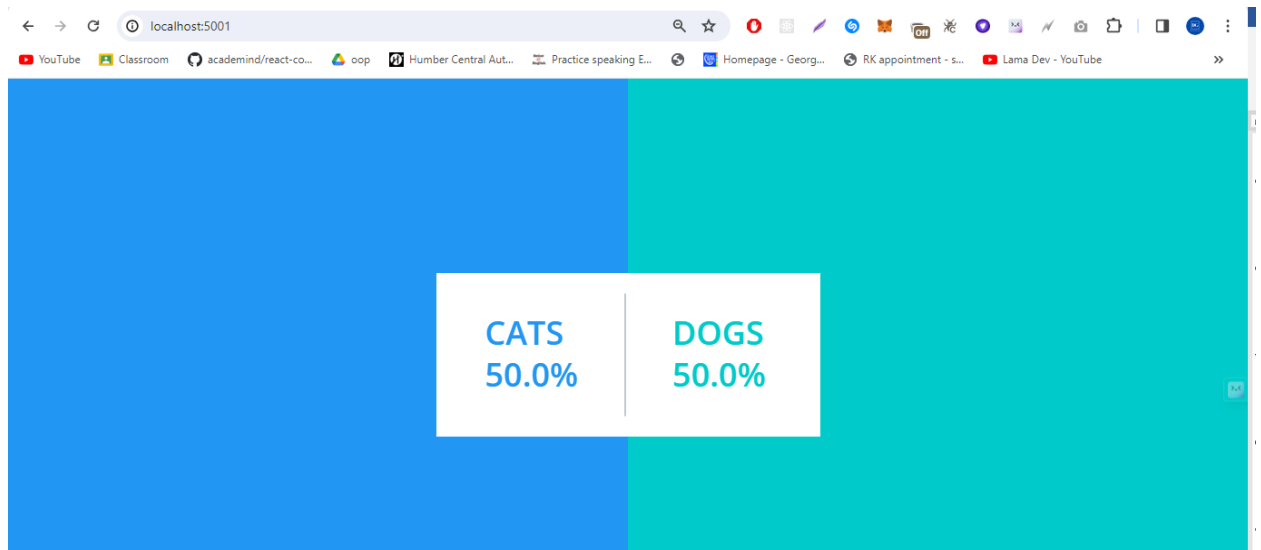 localhost:5001
Off
YouTube Classroom academind/react-co... oop Humber Central Aut... Practice speaking E... Homepage - Georg... RK appointment - s... Lama Dev - YouTube »
CATS DOGS
50.0% 50.0%